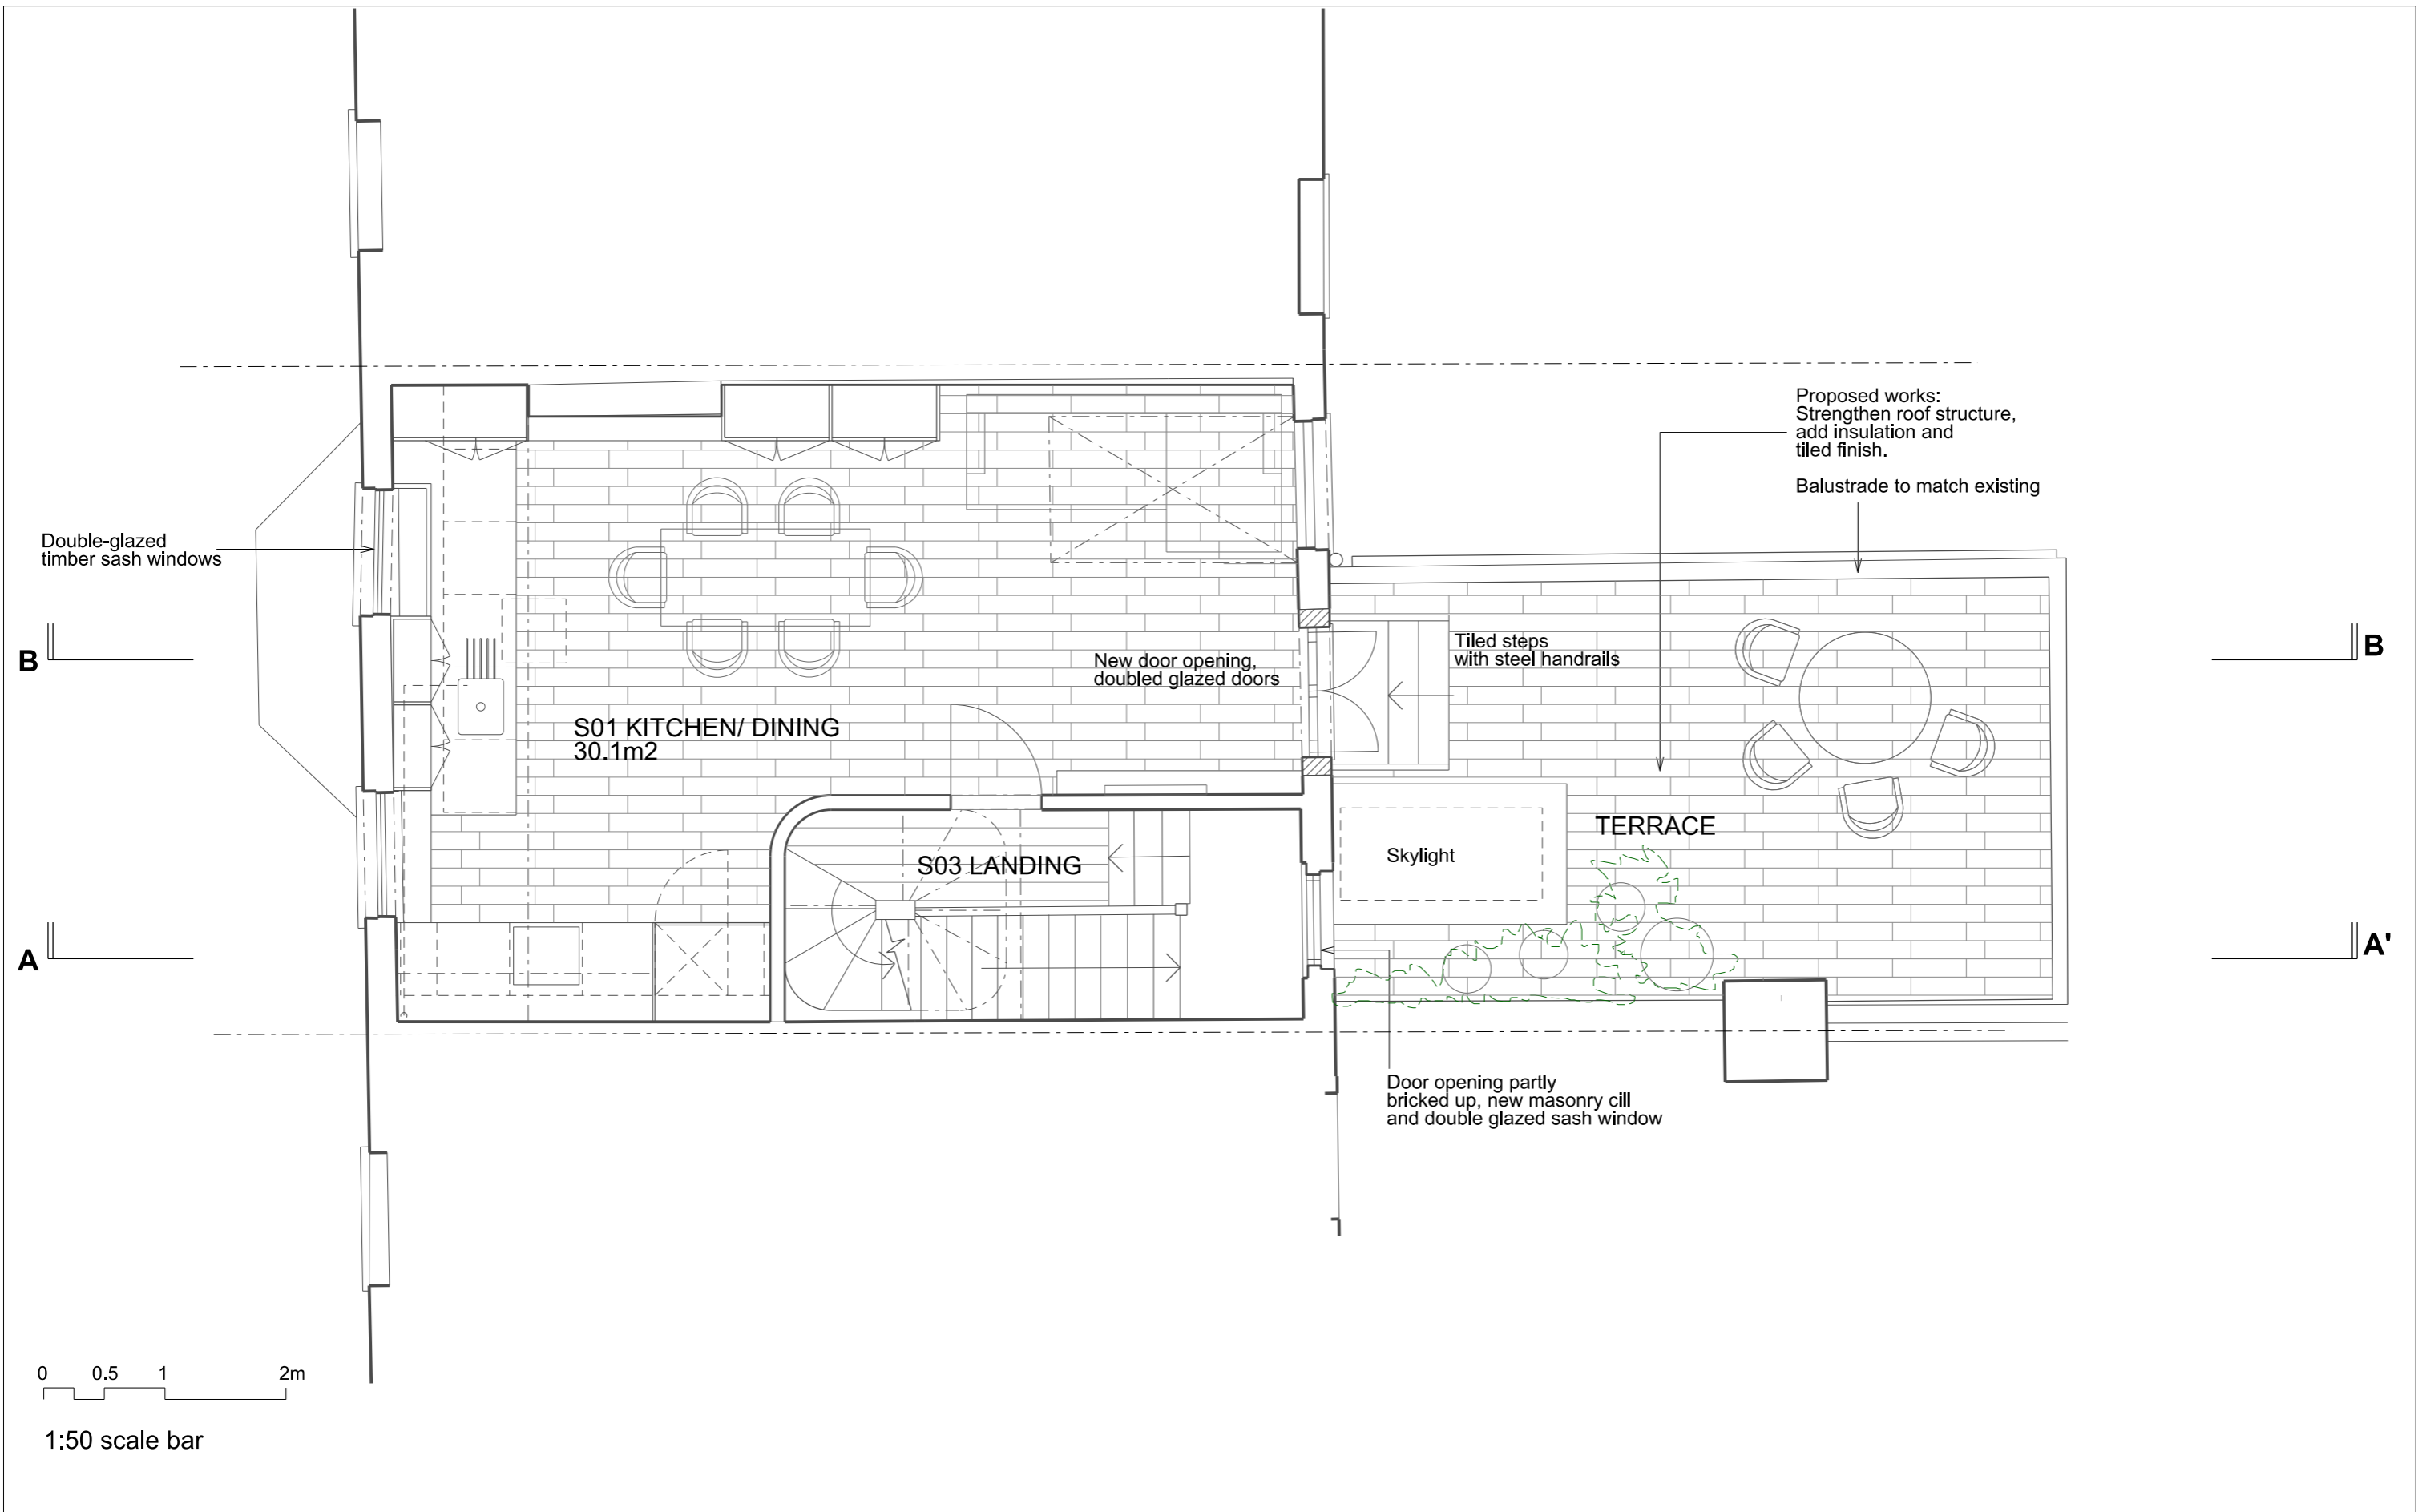 Proposed works:
Strengthen roof structure,
add insulation and
tiled finish.
Balustrade to match existing
Double-glazed
timber sash windows
B
B
Tiled steps
with steel handrails
New door opening,
doubled glazed doors
S01 KITCHEN/ DINING
30.1m2
TERRACE
Skylight
S03 LANDING
A
A'
Door opening partly
bricked up, new masonry cill
and double glazed sash window
0 0.5 1 2m
1:50 scale bar